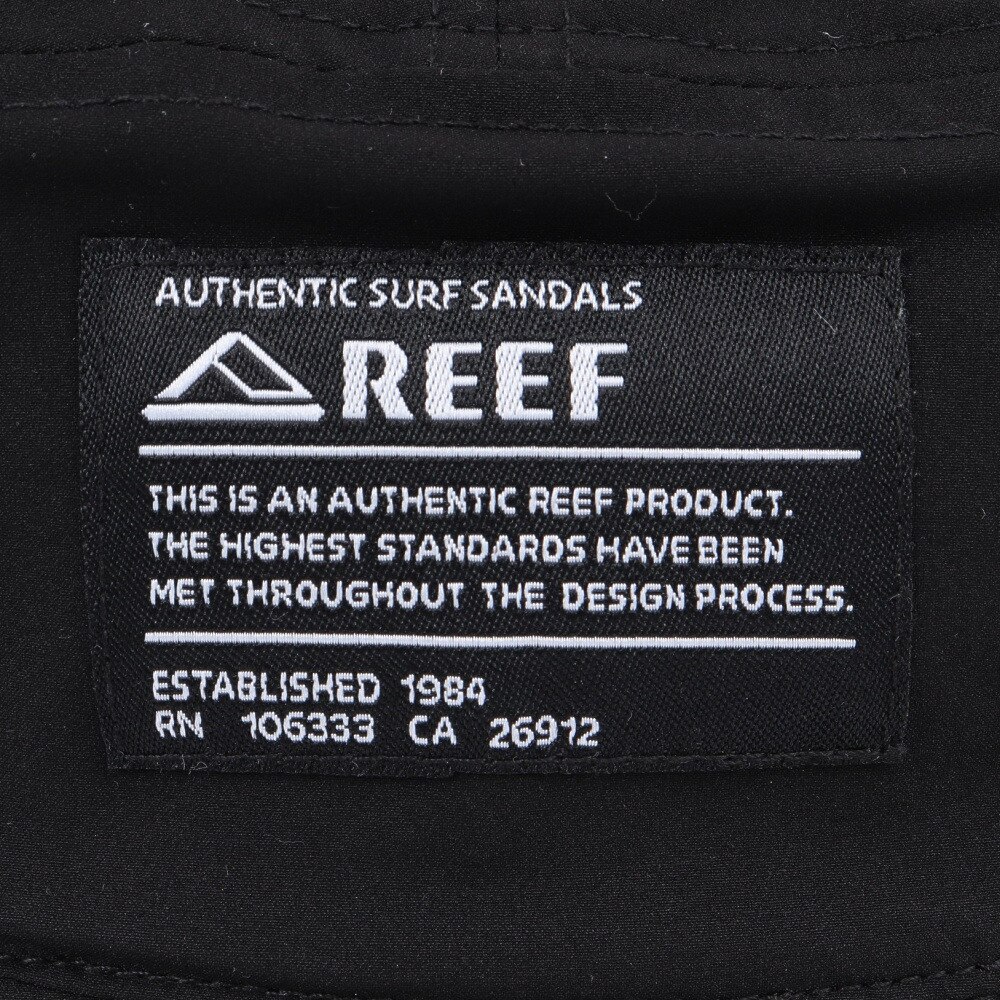 AUTHENTIC SURF SANDALS
REEF
THIS IS AN AUTHENTIC REEF PRODUCT.
THE HIGHEST STANDARDS HAVE BEEN
MET THROUGHOUT THE DESIGN PROCESS.
ESTABLISHED 1984
RN 106333 CA 26912